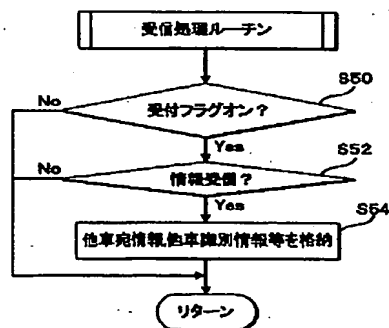 受信処理ルーチン
S50
No
受付フラグオン？
Yes
S52
No
情報受信？
Yes
S54
他車宛情報,他車識別情報等を格納
リターン